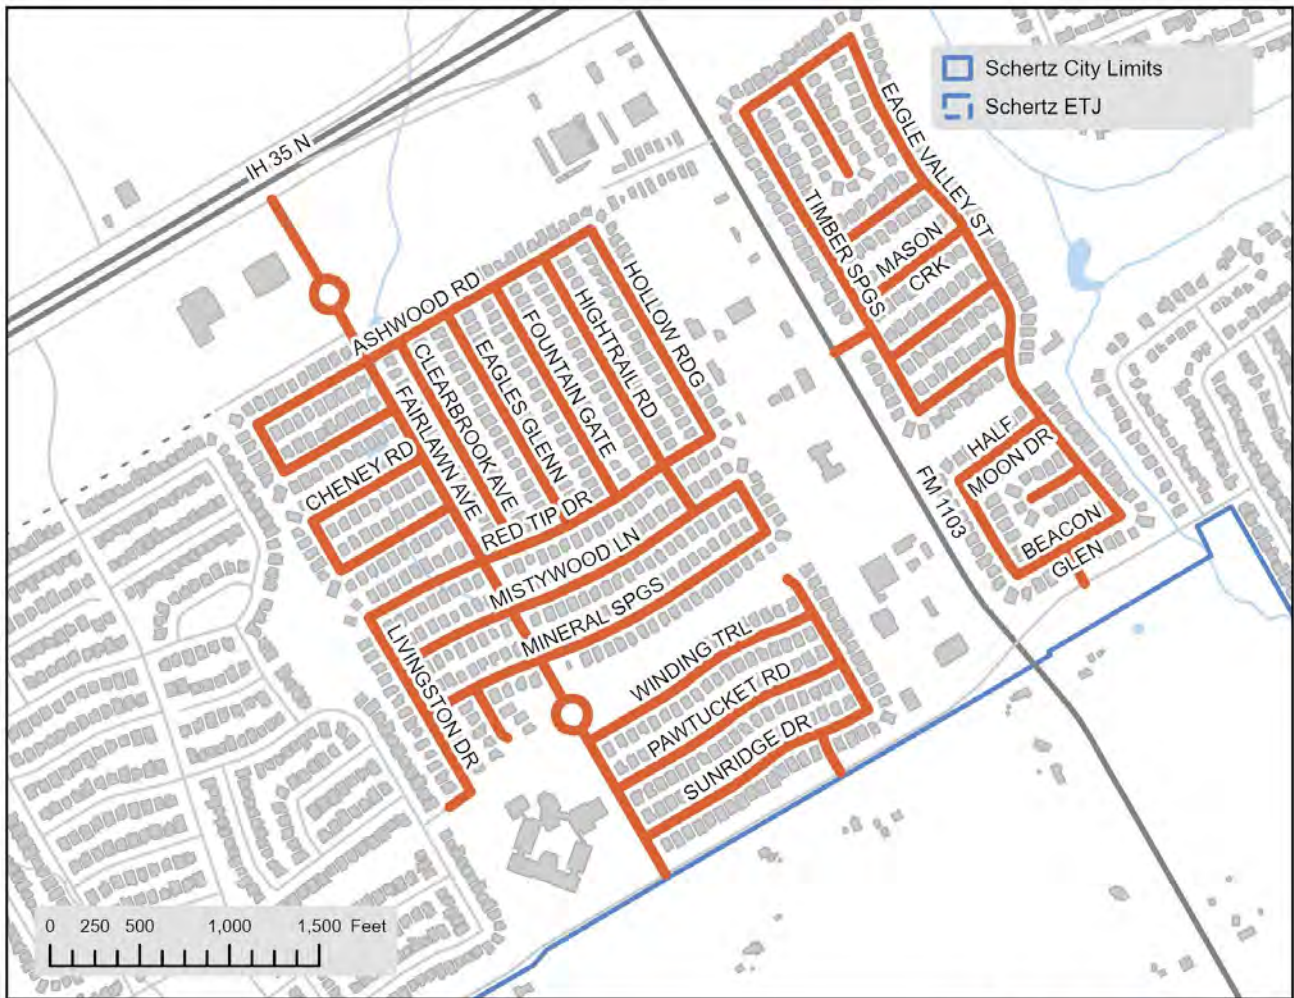 Schertz City Limits
Schertz ETJ
IH 35 N
EAGLE VALLEY ST
TIMBER SPGS
MASON
CRK
ASHWOOD RD
HOLLOW RDG
HIGHTRAIL RD
FOUNTAIN GATE
EAGLES GLENN
CLEARBROOK AVE
FAIRLAWN AVE
CHENEY RD
RED TIP DR
MISTYWOOD LN
MINERAL SPGS
LIVINGSTON DR
HALF
MOON DR
FM 1103
BEACON
GLEN
WINDING TRL
PAWTUCKET RD
SUNRIDGE DR
0 250 500 1,000 1,500 Feet